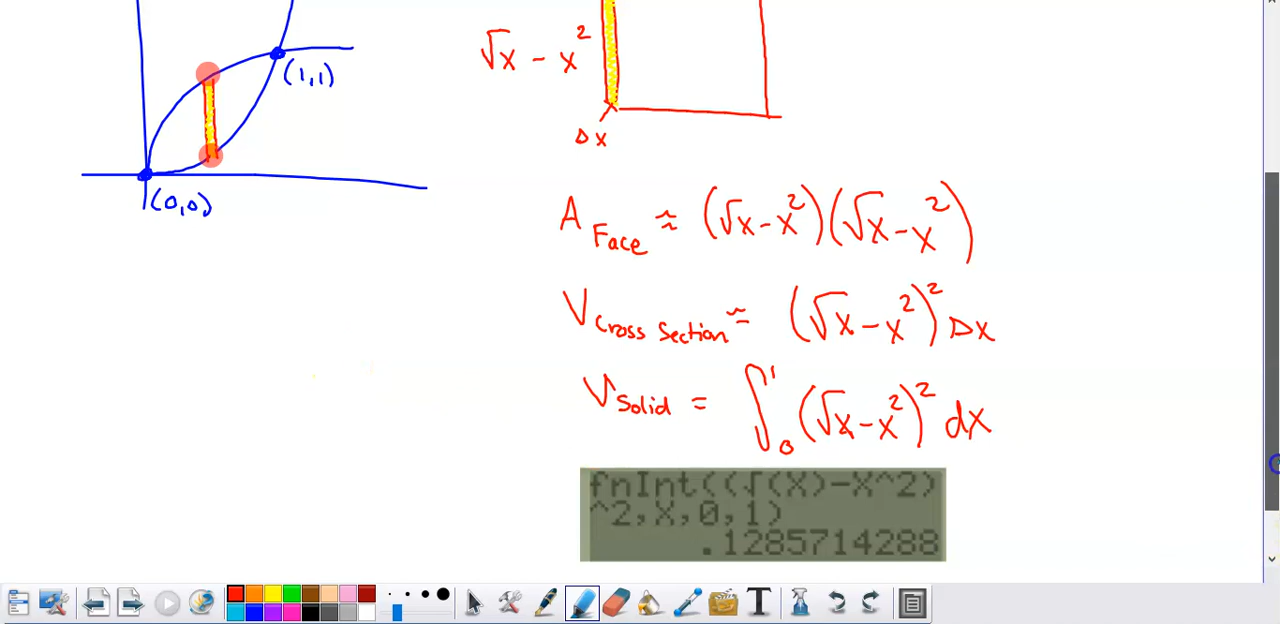 (1,1)
(0,0)
√x - x²
Δx
A Face ≈ (√x-x²)(√x-x²)
V Cross Section ≈ (√x-x²)² Δx
V Solid = ∫₀¹ (√x-x²)² dx
fnInt((√(X)-X^2)
^2,X,0,1)
.1285714288
T